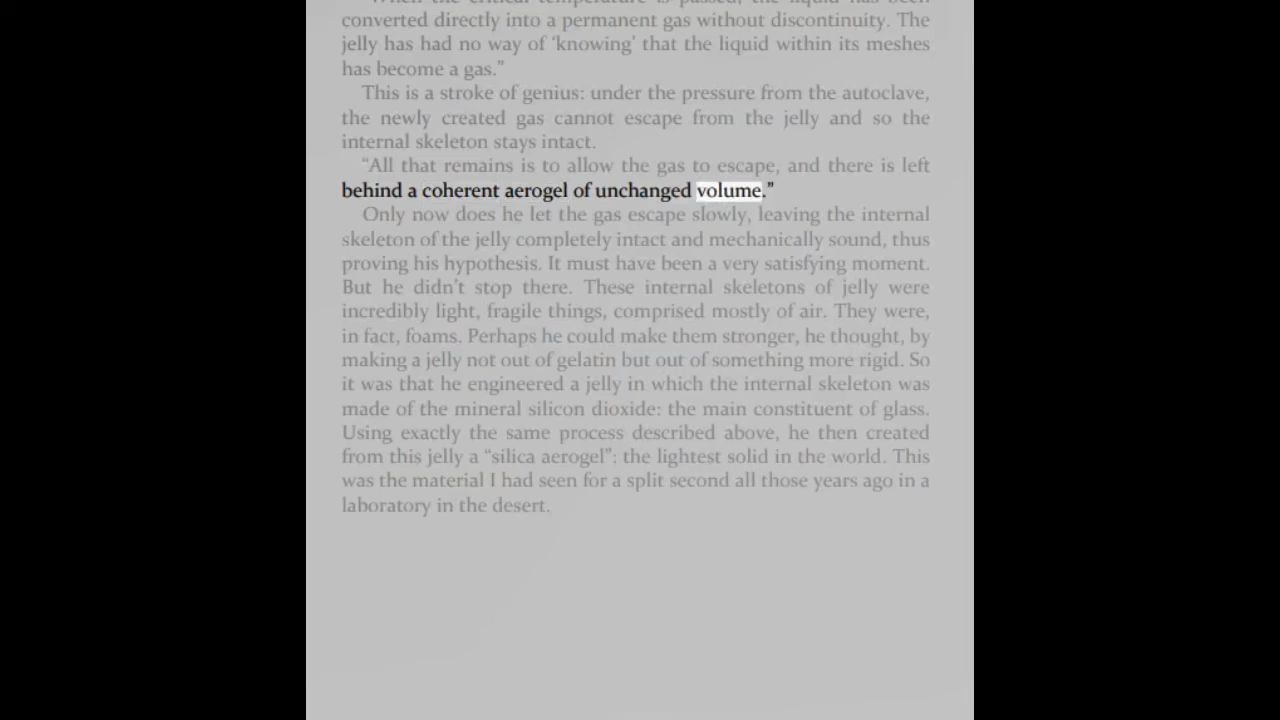 "When the critical temperature is passed, the liquid has been
converted directly into a permanent gas without discontinuity. The
jelly has had no way of ‘knowing’ that the liquid within its meshes
has become a gas.”
This is a stroke of genius: under the pressure from the autoclave,
the newly created gas cannot escape from the jelly and so the
internal skeleton stays intact.
“All that remains is to allow the gas to escape, and there is left
behind a coherent aerogel of unchanged volume.”
Only now does he let the gas escape slowly, leaving the internal
skeleton of the jelly completely intact and mechanically sound, thus
proving his hypothesis. It must have been a very satisfying moment.
But he didn’t stop there. These internal skeletons of jelly were
incredibly light, fragile things, comprised mostly of air. They were,
in fact, foams. Perhaps he could make them stronger, he thought, by
making a jelly not out of gelatin but out of something more rigid. So
it was that he engineered a jelly in which the internal skeleton was
made of the mineral silicon dioxide: the main constituent of glass.
Using exactly the same process described above, he then created
from this jelly a “silica aerogel”: the lightest solid in the world. This
was the material I had seen for a split second all those years ago in a
laboratory in the desert.